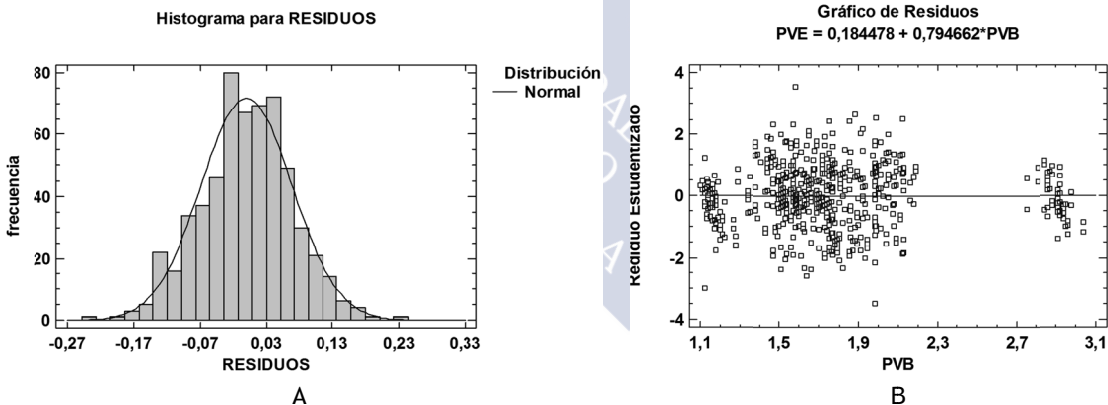 Histograma para RESIDUOS
frecuencia
80
60
40
20
0
-0,27 -0,17 -0,07 0,03 0,13 0,23 0,33
RESIDUOS
Distribución
Normal
A
Gráfico de Residuos
PVE = 0,184478 + 0,794662*PVB
Residuo Estudentizado
4
2
0
-2
-4
1,1 1,5 1,9 2,3 2,7 3,1
PVB
B